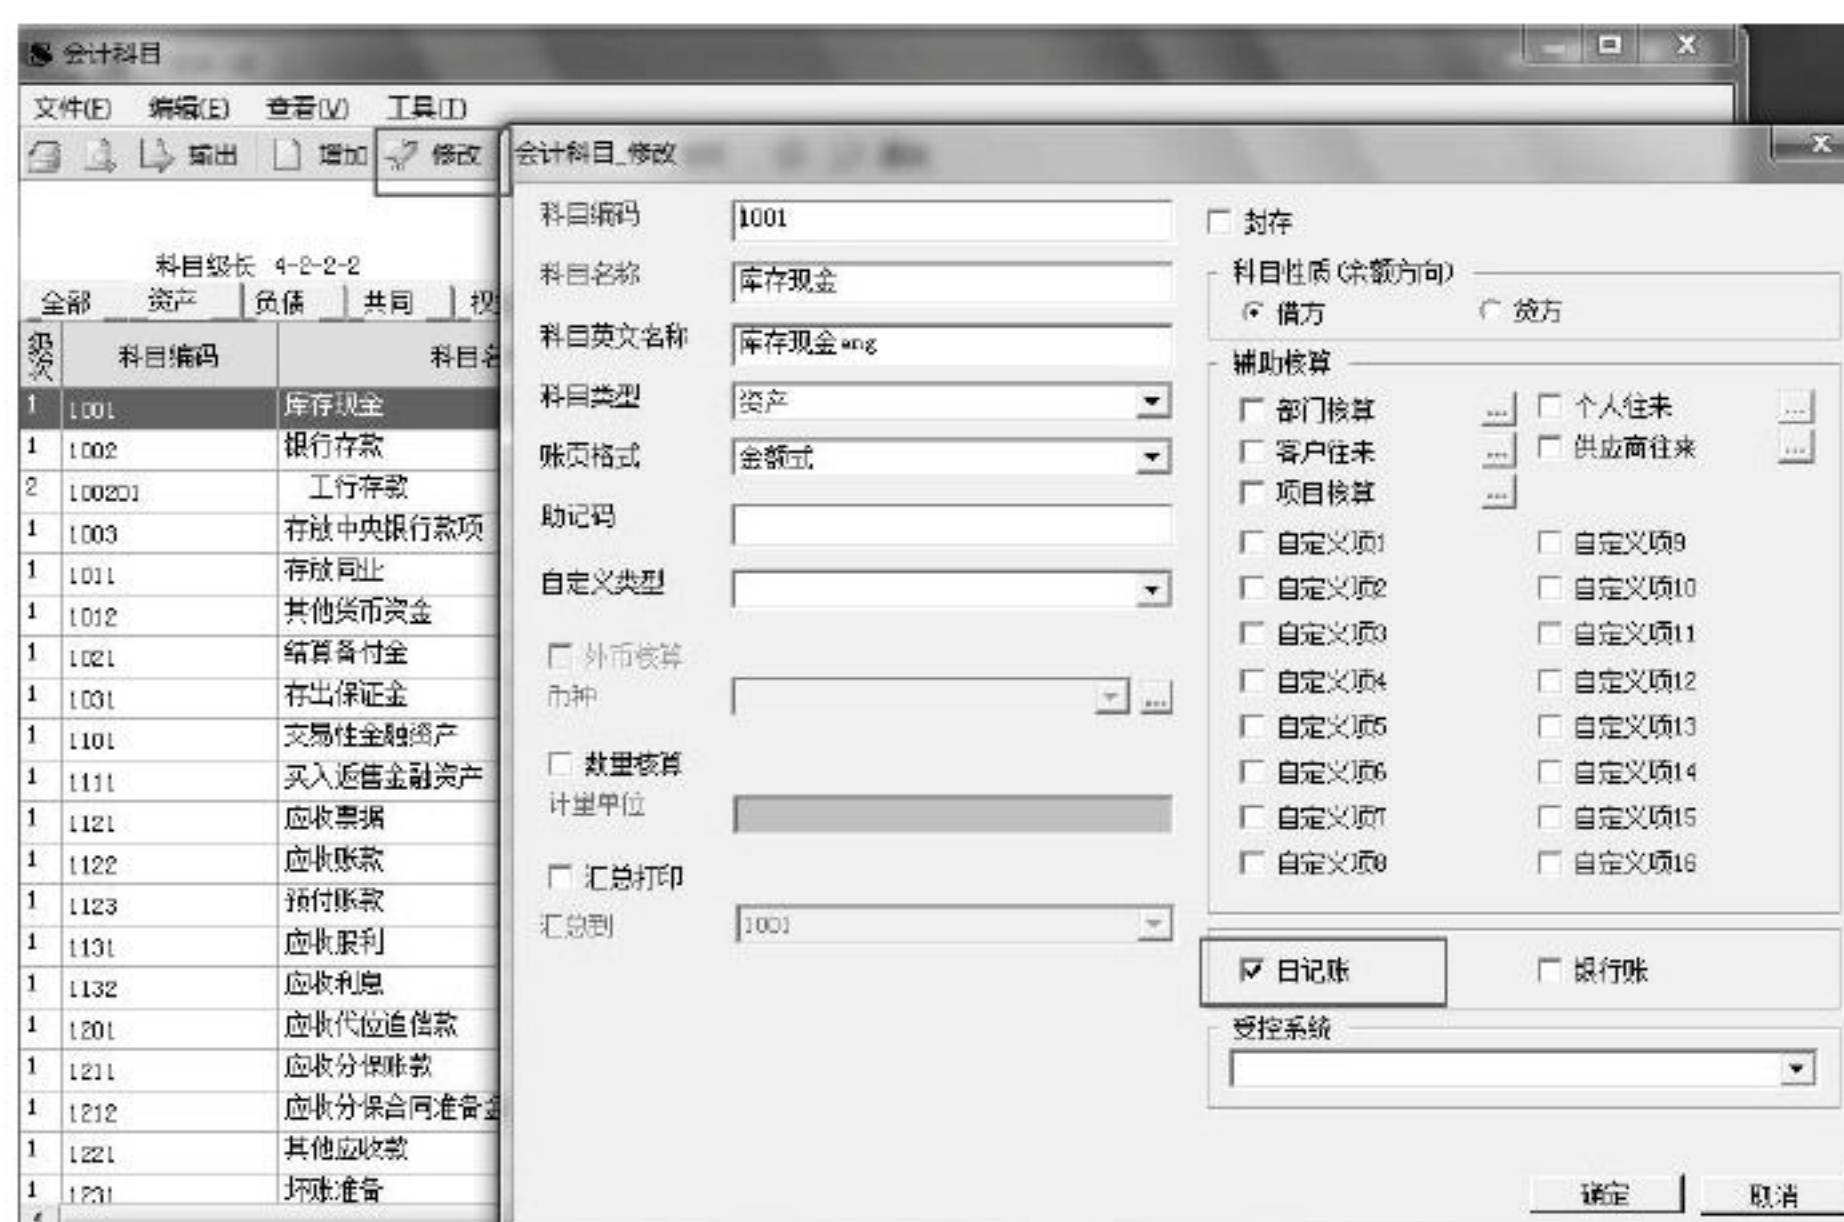 会计科目
文件(F) 编辑(E) 查看(V) 工具(T)
输出 增加 修改
科目级长 4-2-2-2
全部 资产 负债 共同 权
级次 科目编码 科目名
1 1001 库存现金
1 1002 银行存款
2 100201 工行存款
1 1003 存放中央银行款项
1 1011 存放同业
1 1012 其他货币资金
1 1021 结算备付金
1 1031 存出保证金
1 1101 交易性金融资产
1 1111 买入返售金融资产
1 1121 应收票据
1 1122 应收账款
1 1123 预付账款
1 1131 应收股利
1 1132 应收利息
1 1201 应收代位追偿款
1 1211 应收分保账款
1 1212 应收分保合同准备金
1 1221 其他应收款
1 1231 坏账准备
会计科目_修改
科目编码 1001
科目名称 库存现金
科目英文名称 库存现金eng
科目类型 资产
账页格式 金额式
助记码
自定义类型
外币核算
币种 ...
数量核算
计量单位
汇总打印
汇总到 1001
封存
科目性质(余额方向)
借方 贷方
辅助核算
部门核算 ... 个人往来 ...
客户往来 ... 供应商往来 ...
项目核算 ...
自定义项1 自定义项9
自定义项2 自定义项10
自定义项3 自定义项11
自定义项4 自定义项12
自定义项5 自定义项13
自定义项6 自定义项14
自定义项7 自定义项15
自定义项8 自定义项16
日记账 银行账
受控系统
确定 取消